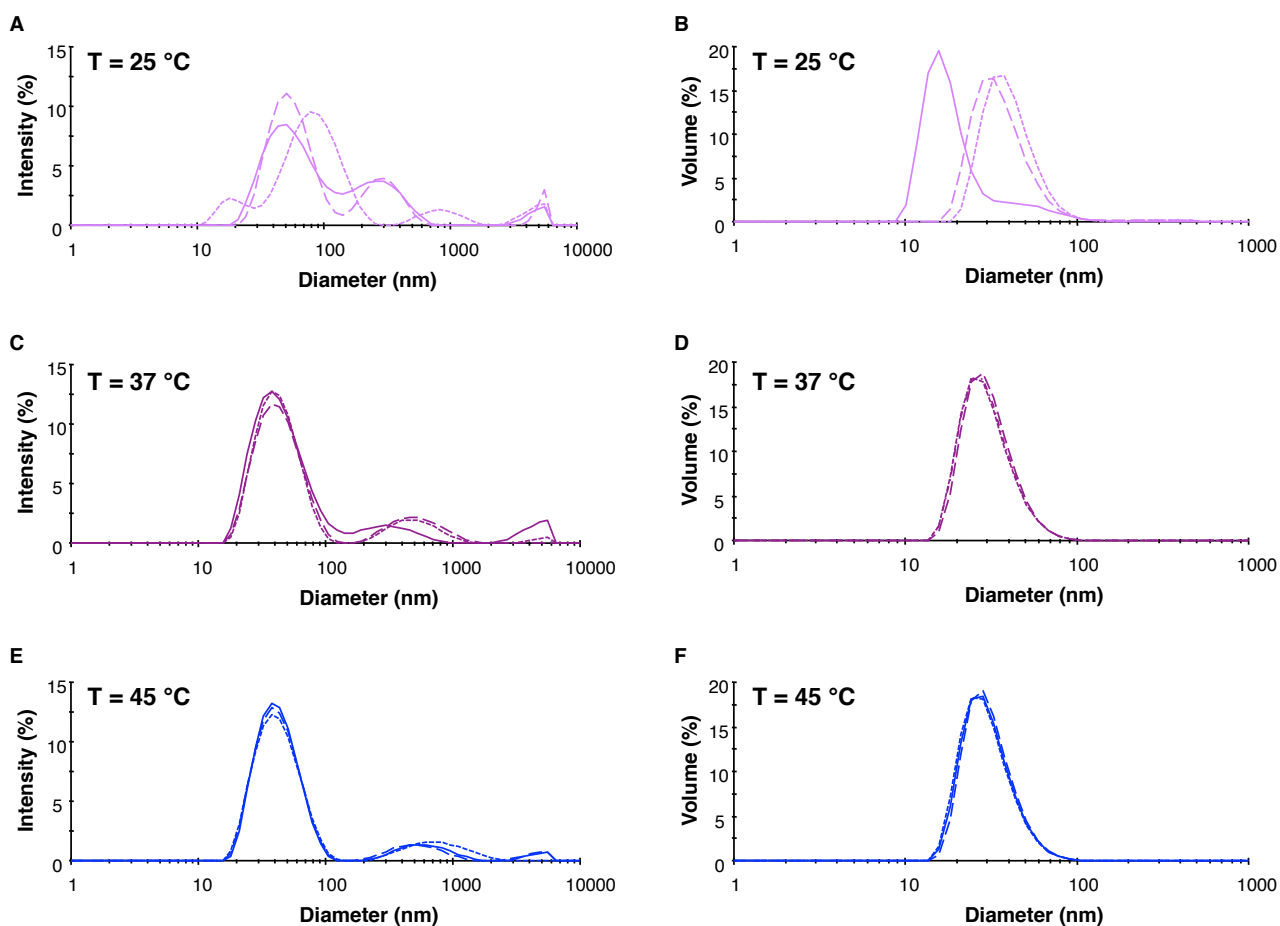 A
T = 25 °C
Intensity (%)
15
10
5
0
1
10
100
1000
10000
Diameter (nm)
B
T = 25 °C
Volume (%)
20
15
10
5
0
1
10
100
1000
Diameter (nm)
C
T = 37 °C
Intensity (%)
15
10
5
0
1
10
100
1000
10000
Diameter (nm)
D
T = 37 °C
Volume (%)
20
15
10
5
0
1
10
100
1000
Diameter (nm)
E
T = 45 °C
Intensity (%)
15
10
5
0
1
10
100
1000
10000
Diameter (nm)
F
T = 45 °C
Volume (%)
20
15
10
5
0
1
10
100
1000
Diameter (nm)